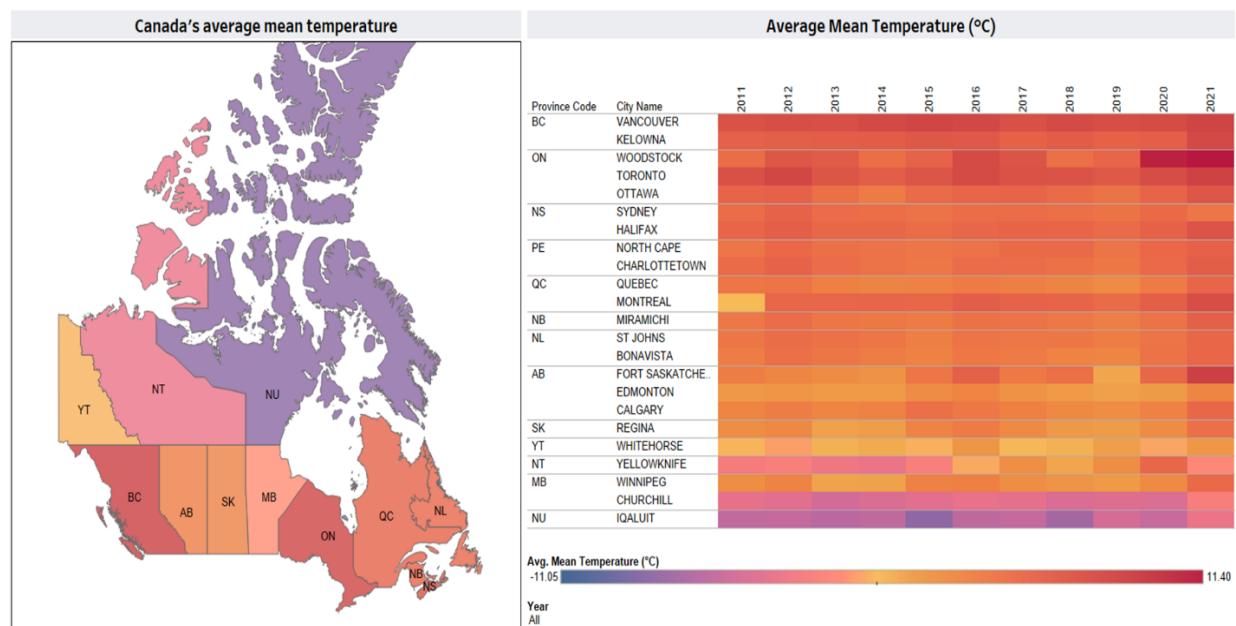 Canada's average mean temperature
YT
NT
NU
BC
AB
SK
MB
ON
QC
NL
NB
NS
Average Mean Temperature (°C)
Province Code City Name 2011 2012 2013 2014 2015 2016 2017 2018 2019 2020 2021
BC VANCOUVER
KELOWNA
ON WOODSTOCK
TORONTO
OTTAWA
NS SYDNEY
HALIFAX
PE NORTH CAPE
CHARLOTTETOWN
QC QUEBEC
MONTREAL
NB MIRAMICHI
NL ST JOHNS
BONAVISTA
AB FORT SASKATCHE..
EDMONTON
CALGARY
SK REGINA
YT WHITEHORSE
NT YELLOWKNIFE
MB WINNIPEG
CHURCHILL
NU IQALUIT
Avg. Mean Temperature (°C)
-11.05 11.40
Year
All